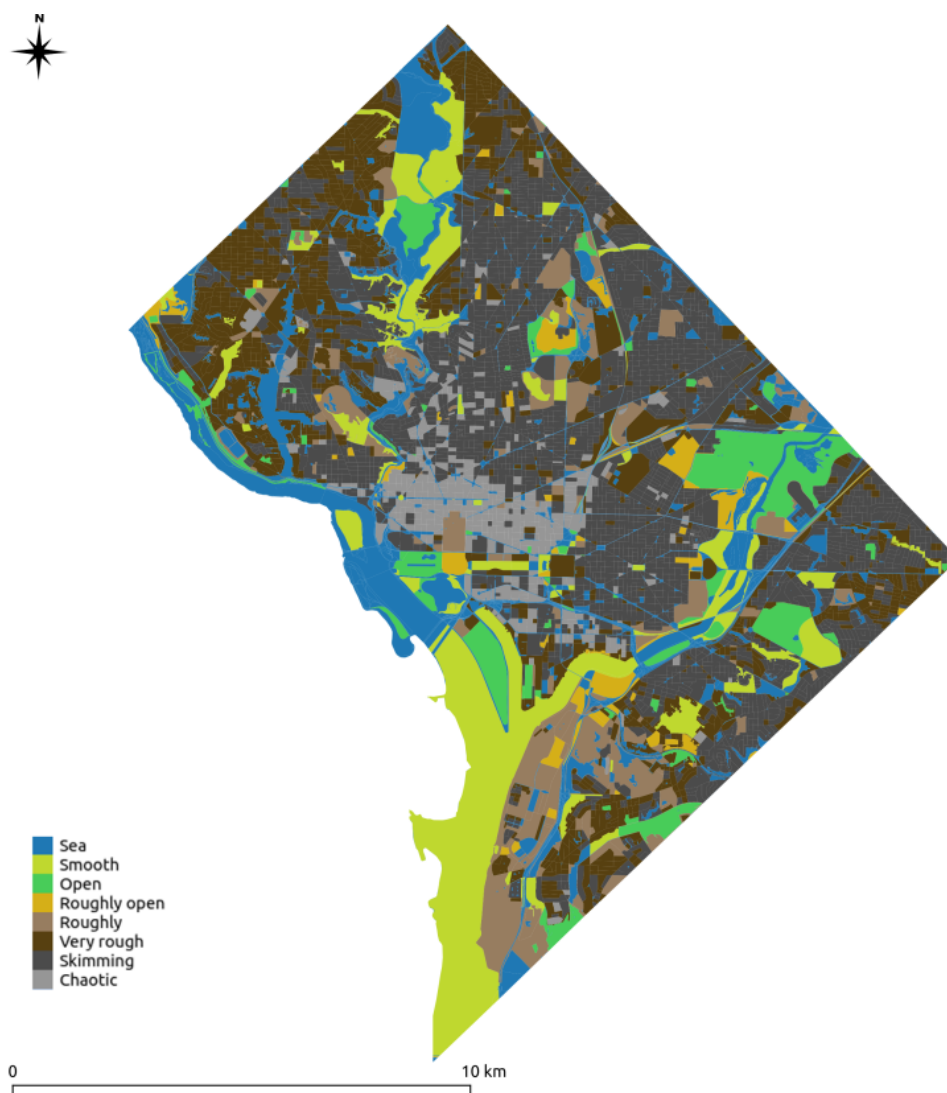 N
Sea
Smooth
Open
Roughly open
Roughly
Very rough
Skimming
Chaotic
0 10 km